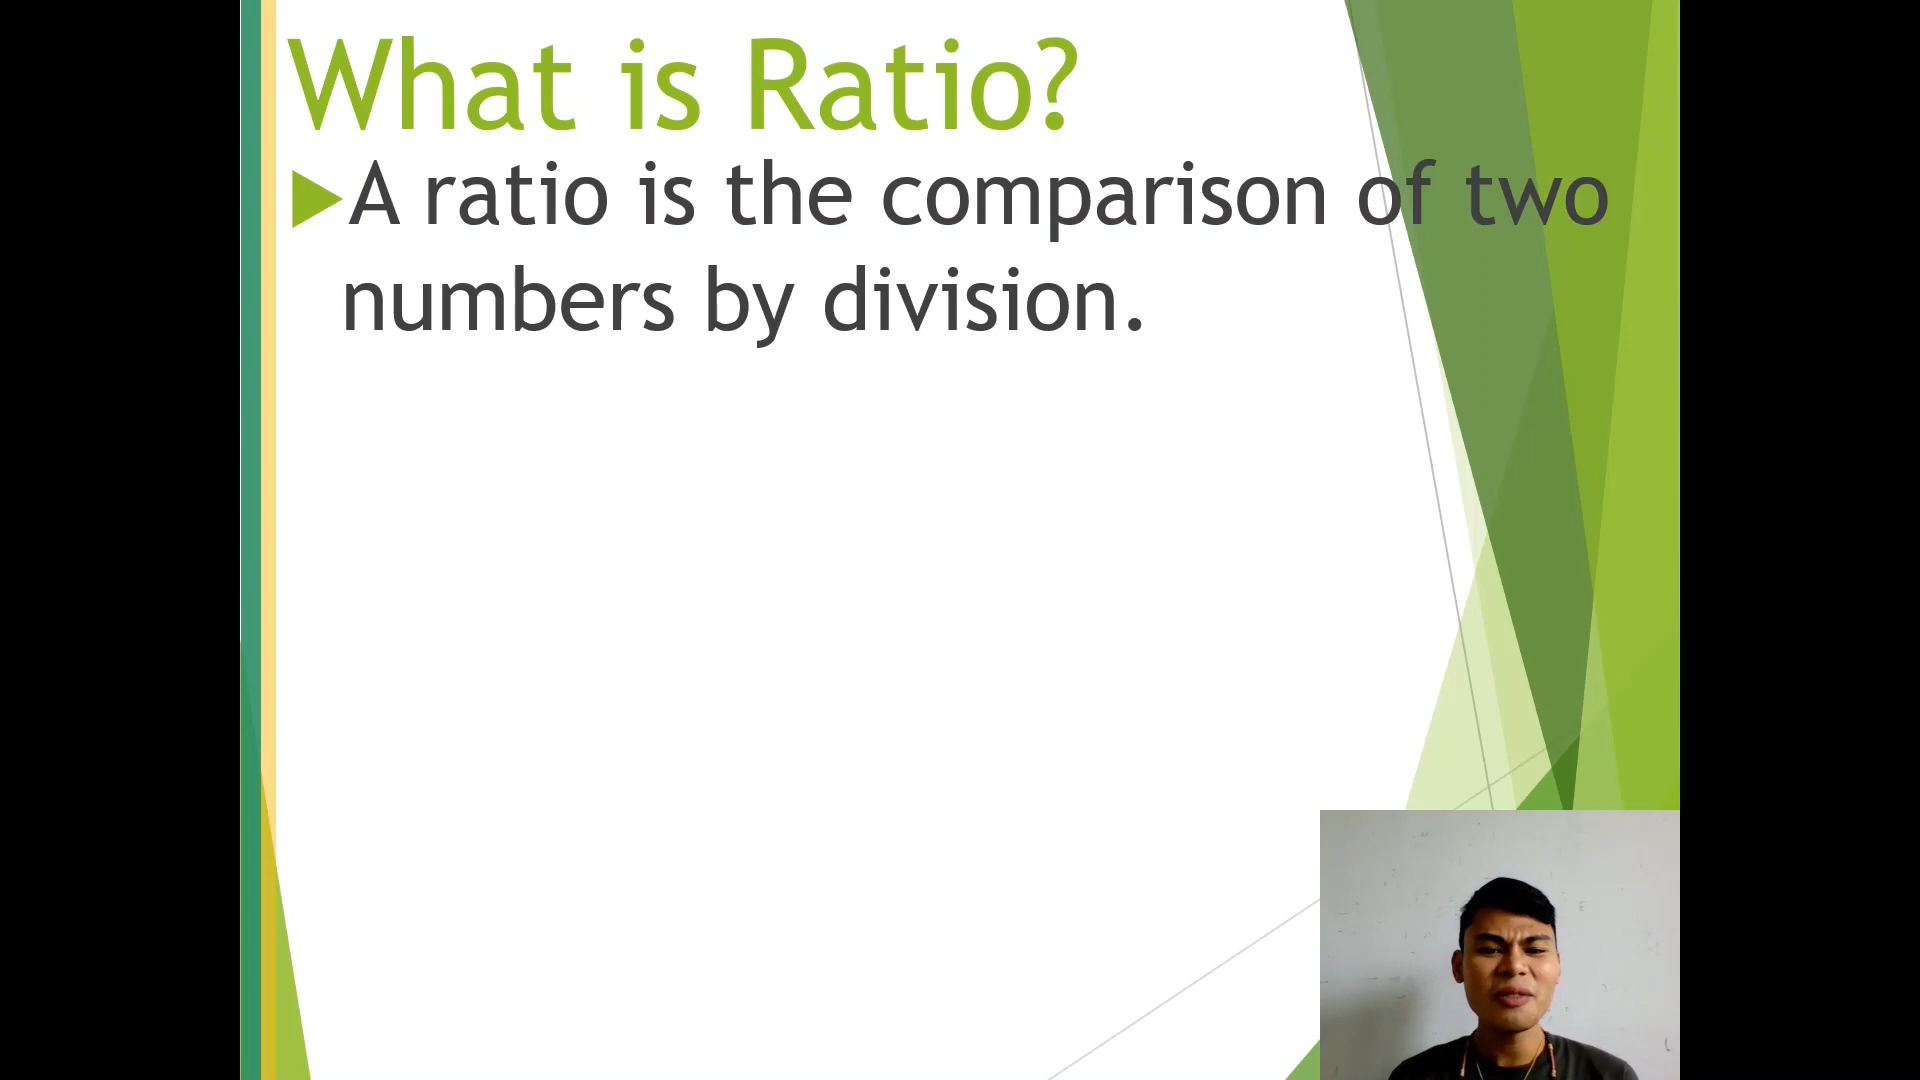 What is Ratio?
A ratio is the comparison of two
numbers by division.